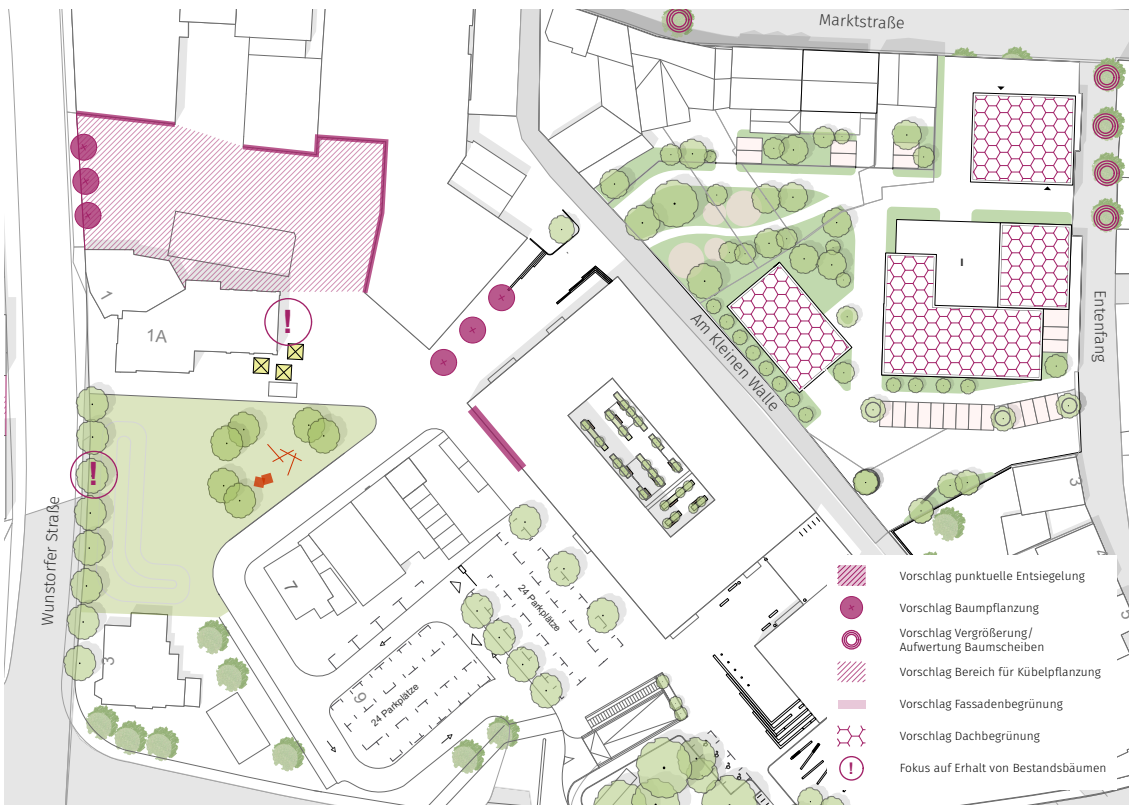 Marktstraße
Entenfang
Am Kleinen Walle
1
1A
!
!
Wunstorfer Straße
7
24 Parkplätze
24 Parkplätze
9
3
3
I
Vorschlag punktuelle Entsiegelung
Vorschlag Baumpflanzung
Vorschlag Vergrößerung/
Aufwertung Baumscheiben
Vorschlag Bereich für Kübelpflanzung
Vorschlag Fassadenbegrünung
Vorschlag Dachbegrünung
! Fokus auf Erhalt von Bestandsbäumen